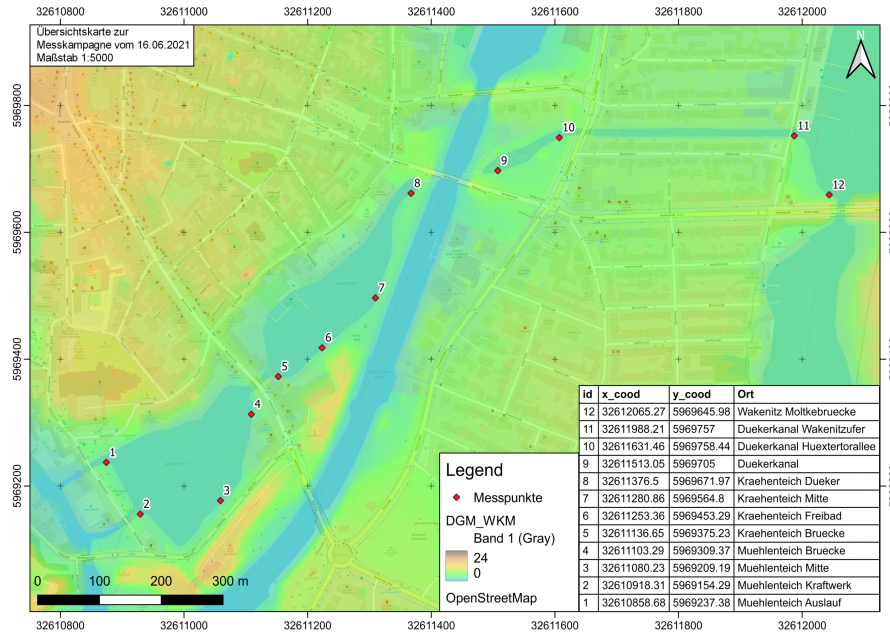 32610800 32611000 32611200 32611400 32611600 32611800 32612000
Übersichtskarte zur
Messkampagne vom 16.06.2021
Maßstab 1:5000
N
5969800
5969600
5969400
5969200
11
10
9
12
8
7
6
5
4
1
3
2
Legend
Messpunkte
DGM_WKM
Band 1 (Gray)
24
0
OpenStreetMap
id x_cood y_cood Ort
12 32612065.27 5969645.98 Wakenitz Moltkebruecke
11 32611988.21 5969757 Duekerkanal Wakenitzufer
10 32611631.46 5969758.44 Duekerkanal Huextertorallee
9 32611513.05 5969705 Duekerkanal
8 32611376.5 5969671.97 Kraehenteich Dueker
7 32611280.86 5969564.8 Kraehenteich Mitte
6 32611253.36 5969453.29 Kraehenteich Freibad
5 32611136.65 5969375.23 Kraehenteich Bruecke
4 32611103.29 5969309.37 Muehlenteich Bruecke
3 32611080.23 5969209.19 Muehlenteich Mitte
2 32610918.31 5969154.29 Muehlenteich Kraftwerk
1 32610858.68 5969237.38 Muehlenteich Auslauf
0 100 200 300 m
32610800 32611000 32611200 32611400 32611600 32611800 32612000